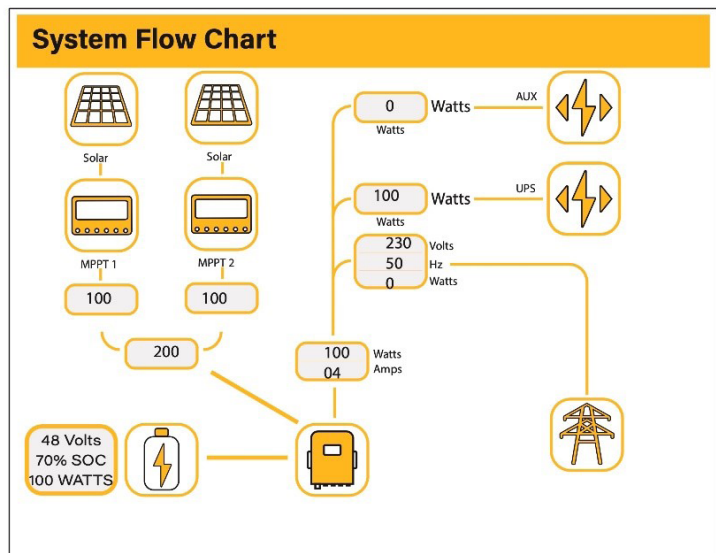 System Flow Chart
Solar
Solar
MPPT 1
MPPT 2
100
100
200
0 Watts
Watts
AUX
100 Watts
Watts
UPS
230 Volts
50 Hz
0 Watts
100 Watts
04 Amps
48 Volts
70% SOC
100 WATTS